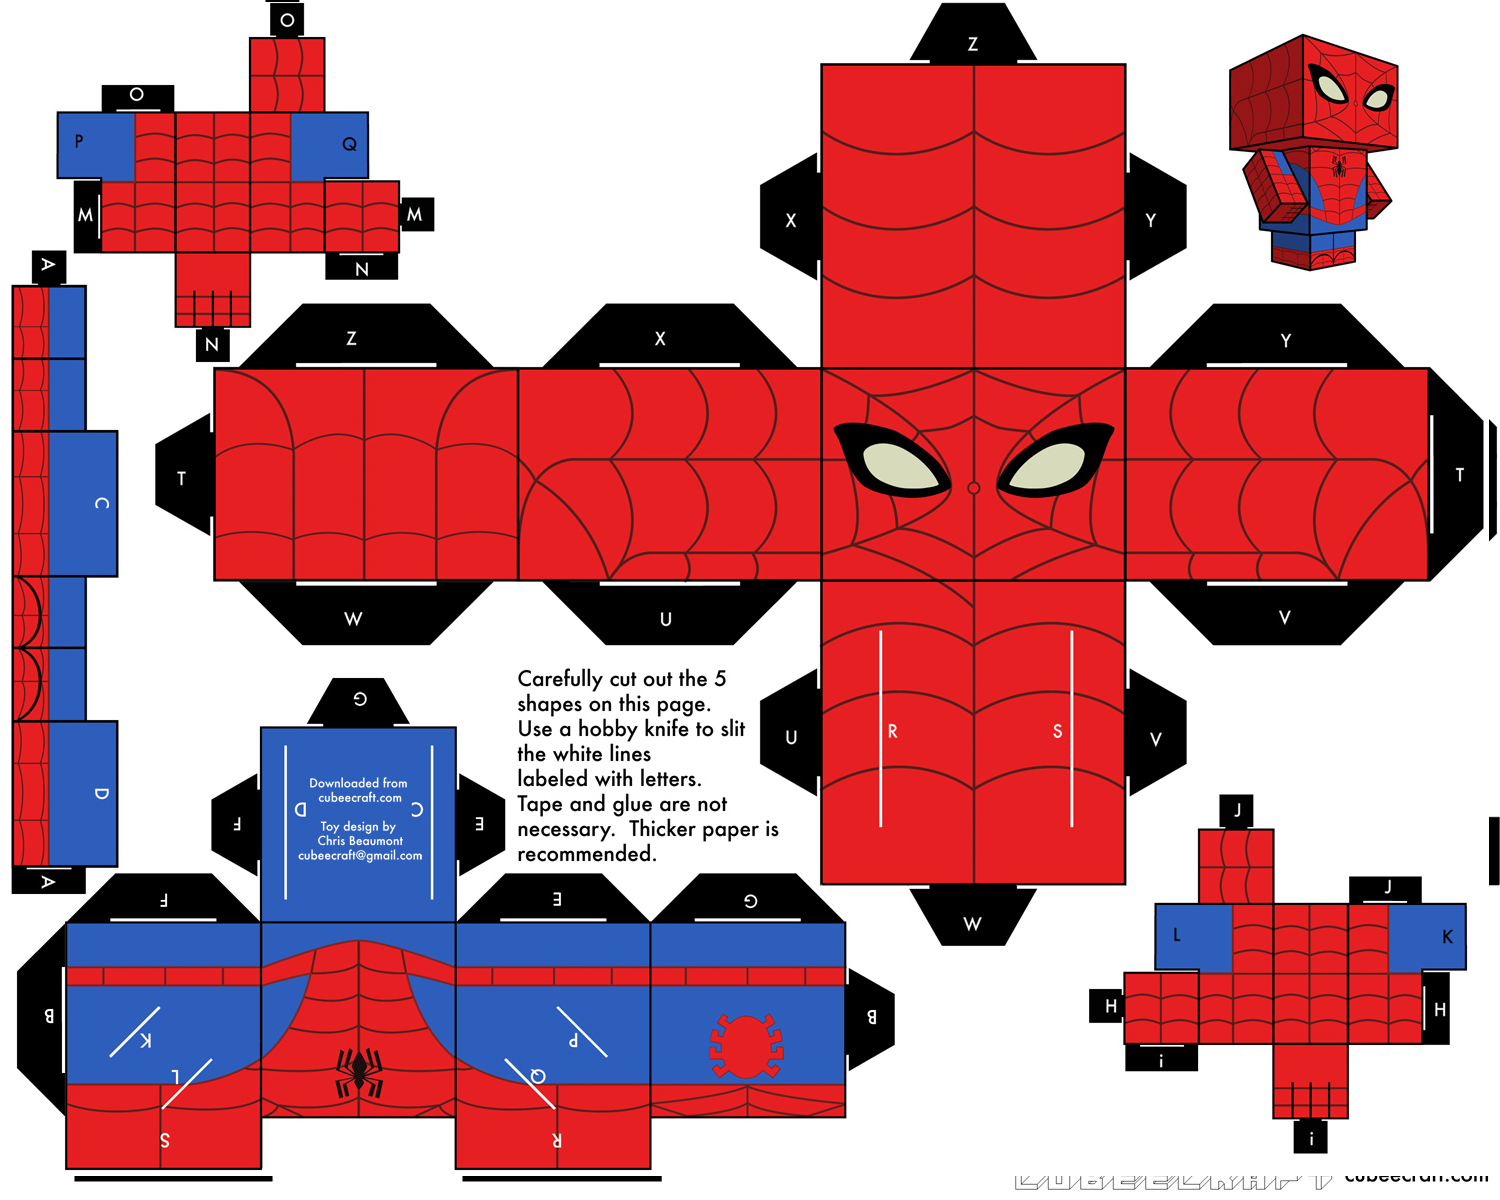 O
O
P
Q
M
M
N
N
A
C
D
A
Z
X
Y
Z
X
Y
T
T
W
U
V
U
R
S
V
W
Carefully cut out the 5
shapes on this page.
Use a hobby knife to slit
the white lines
labeled with letters.
Tape and glue are not
necessary. Thicker paper is
recommended.
G
F
E
D
C
Downloaded from
cubeecraft.com
Toy design by
Chris Beaumont
cubeecraft@gmail.com
F
E
G
B
K
L
S
P
Q
R
B
J
J
L
K
H
H
i
i
CUBEECRAFT
cubeecraft.com